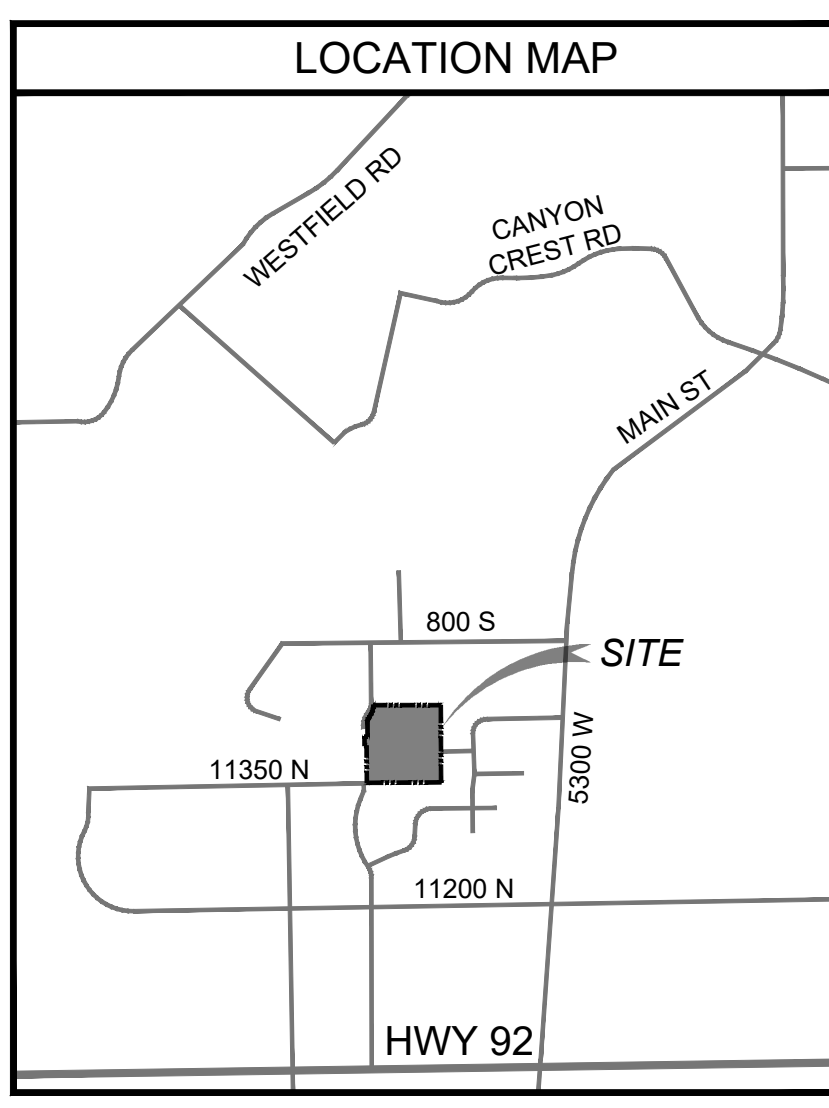 LOCATION MAP
WESTFIELD RD
CANYON
CREST RD
MAIN ST
800 S
SITE
5300 W
11350 N
11200 N
HWY 92